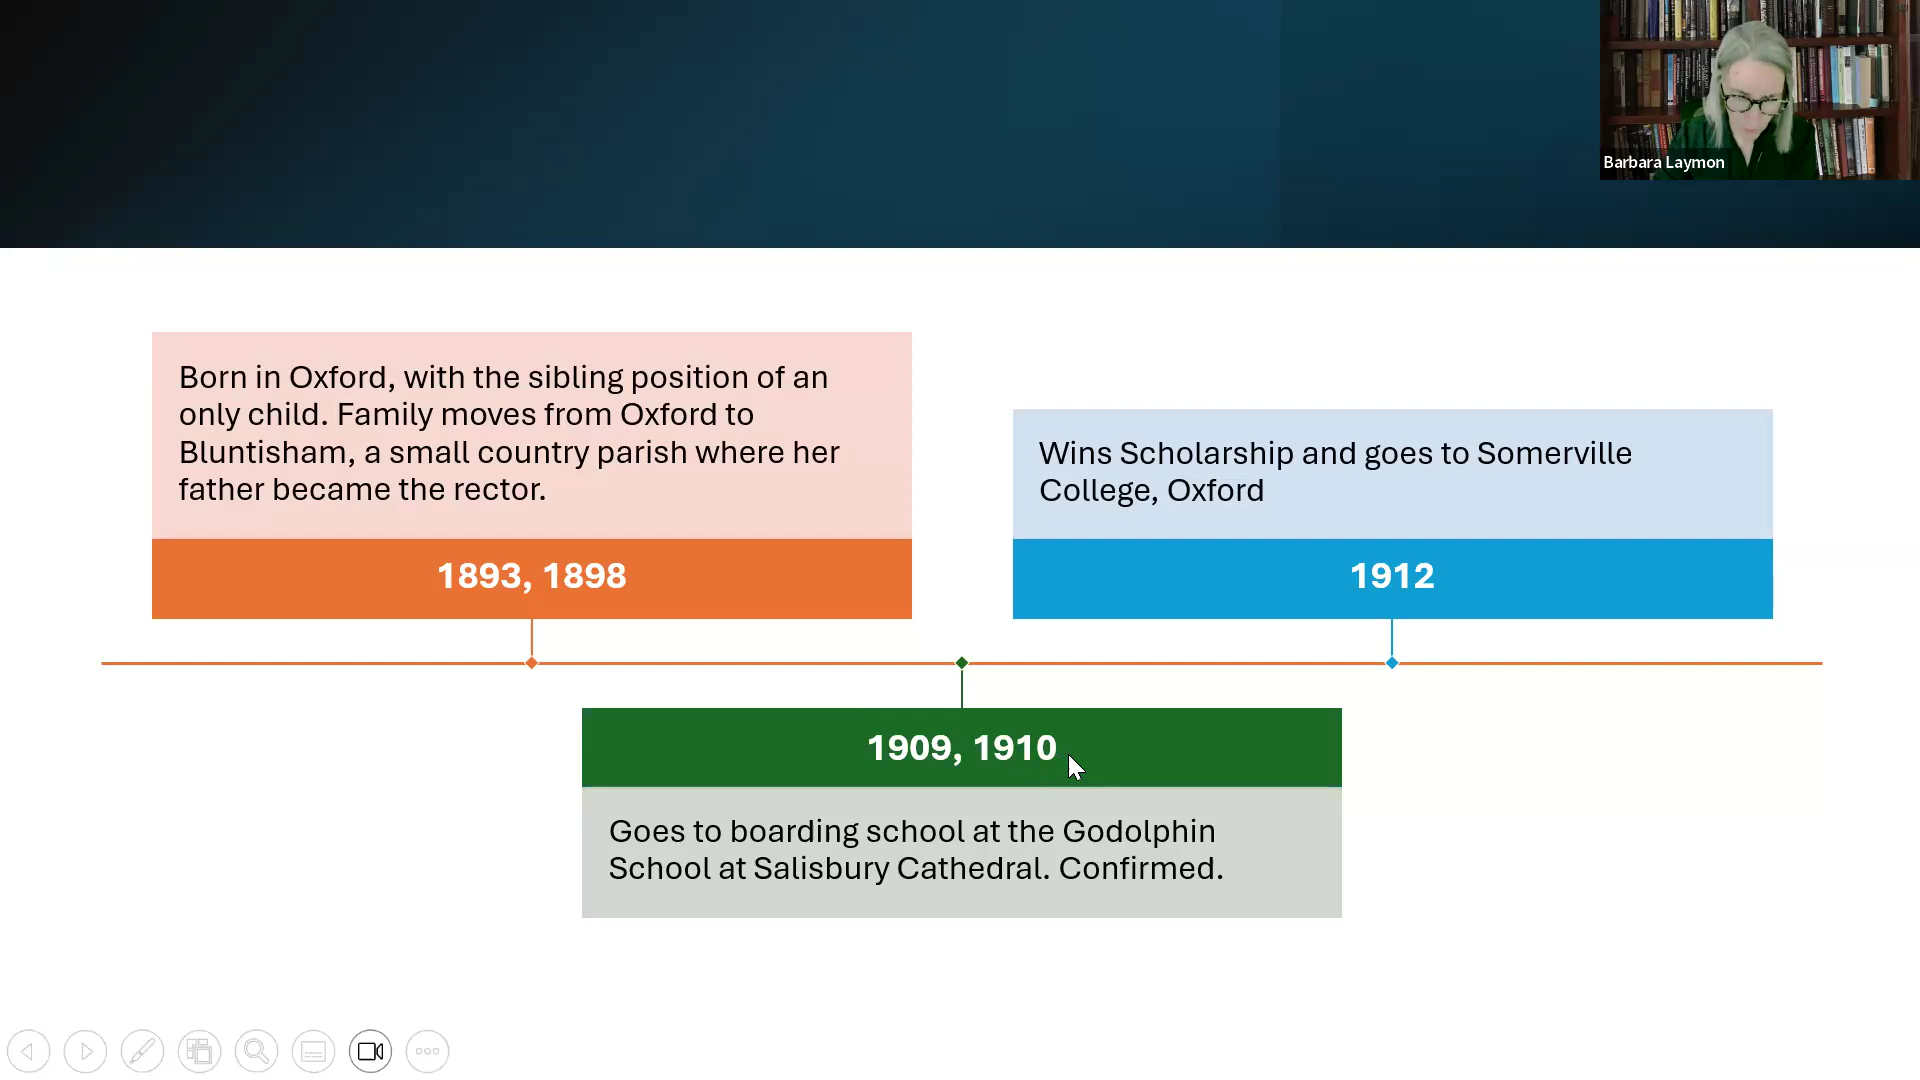 Barbara Laymon
Born in Oxford, with the sibling position of an
only child. Family moves from Oxford to
Bluntisham, a small country parish where her
father became the rector.
1893, 1898
Wins Scholarship and goes to Somerville
College, Oxford
1912
1909, 1910
Goes to boarding school at the Godolphin
School at Salisbury Cathedral. Confirmed.